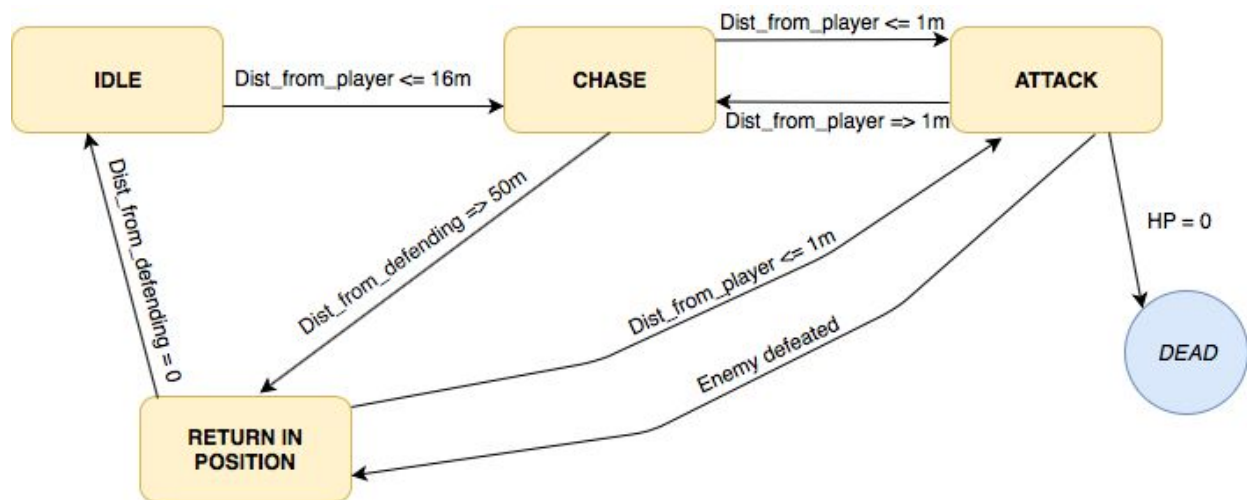 Dist_from_player <= 1m
IDLE
Dist_from_player <= 16m
CHASE
ATTACK
Dist_from_player => 1m
Dist_from_defending = 0
Dist_from_defending => 50m
Dist_from_player <= 1m
HP = 0
Enemy defeated
DEAD
RETURN IN
POSITION